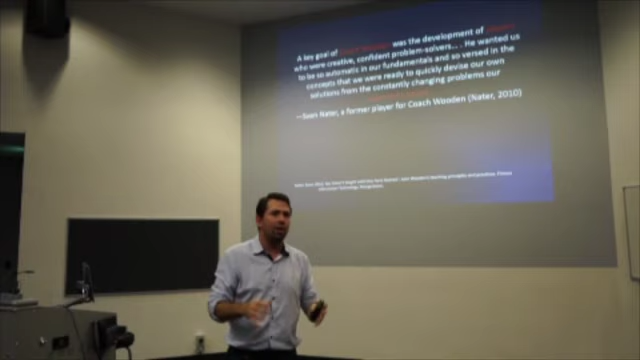 A key goal of Coach Wooden was the development of players
who were creative, confident problem-solvers.... He wanted us
to be so automatic in our fundamentals and so versed in the
concepts that we were ready to quickly devise our own
solutions from the constantly changing problems our
—Sven Nater, a former player for Coach Wooden (Nater, 2010)